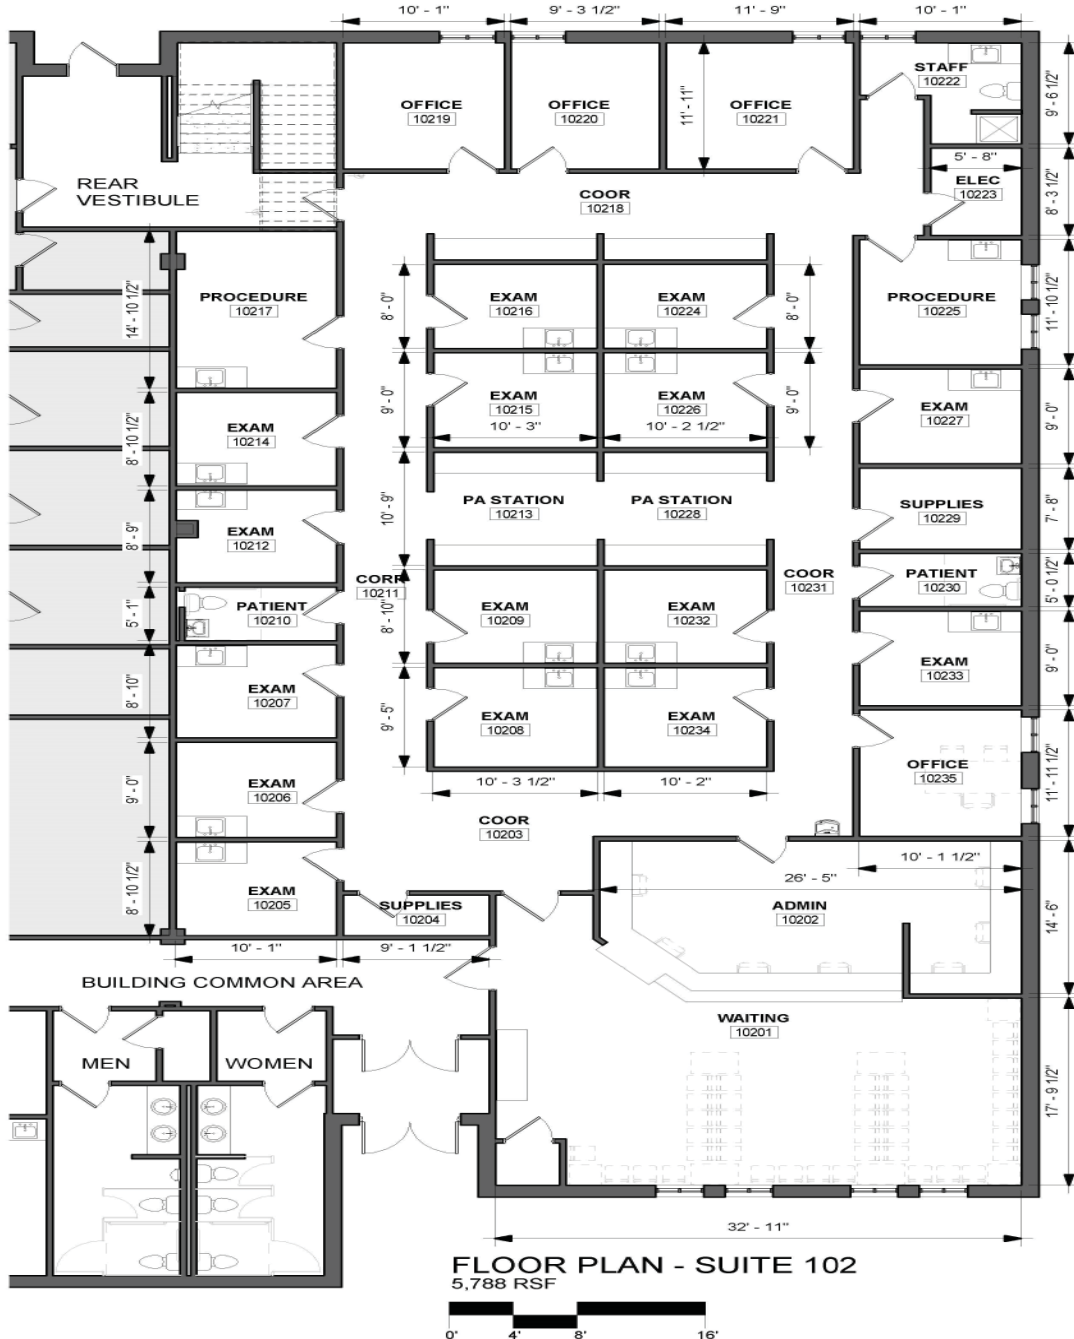 10' - 1"
9' - 3 1/2"
11' - 9"
10' - 1"
STAFF
10222
9' - 6 1/2"
OFFICE
10219
OFFICE
10220
OFFICE
10221
11' - 11"
5' - 8"
ELEC
10223
8' - 3 1/2"
REAR
VESTIBULE
COOR
10218
PROCEDURE
10217
14' - 10 1/2"
8' - 0"
EXAM
10216
EXAM
10224
8' - 0"
PROCEDURE
10225
11' - 10 1/2"
9' - 0"
EXAM
10215
10' - 3"
EXAM
10226
10' - 2 1/2"
9' - 0"
EXAM
10227
9' - 0"
8' - 10 1/2"
EXAM
10214
10' - 9"
PA STATION
10213
PA STATION
10228
SUPPLIES
10229
7' - 8"
8' - 9"
EXAM
10212
CORR
10211
COOR
10231
PATIENT
10230
5' - 0 1/2"
5' - 1"
PATIENT
10210
8' - 10"
EXAM
10209
EXAM
10232
EXAM
10233
9' - 0"
8' - 10"
EXAM
10207
9' - 5"
EXAM
10208
EXAM
10234
OFFICE
10235
11' - 11 1/2"
9' - 0"
EXAM
10206
10' - 3 1/2"
10' - 2"
COOR
10203
10' - 1 1/2"
26' - 5"
8' - 10 1/2"
EXAM
10205
SUPPLIES
10204
ADMIN
10202
14' - 6"
10' - 1"
9' - 1 1/2"
BUILDING COMMON AREA
WAITING
10201
MEN
WOMEN
17' - 9 1/2"
32' - 11"
FLOOR PLAN - SUITE 102
5,788 RSF
0' 4' 8' 16'